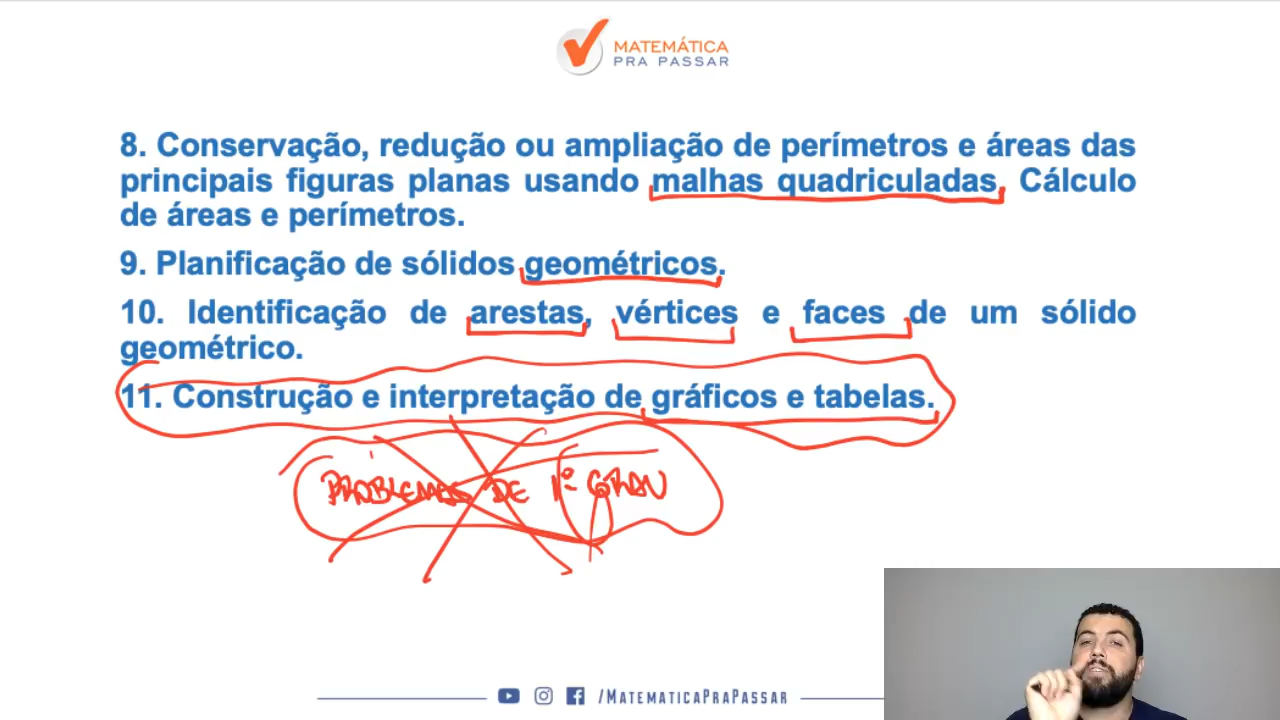 MATEMÁTICA
PRA PASSAR
8. Conservação, redução ou ampliação de perímetros e áreas das
principais figuras planas usando malhas quadriculadas. Cálculo
de áreas e perímetros.
9. Planificação de sólidos geométricos.
10. Identificação de arestas, vértices e faces de um sólido
geométrico.
11. Construção e interpretação de gráficos e tabelas.
PROBLEMAS DE 1º GRAU
/MATEMATICAPRAPASSAR